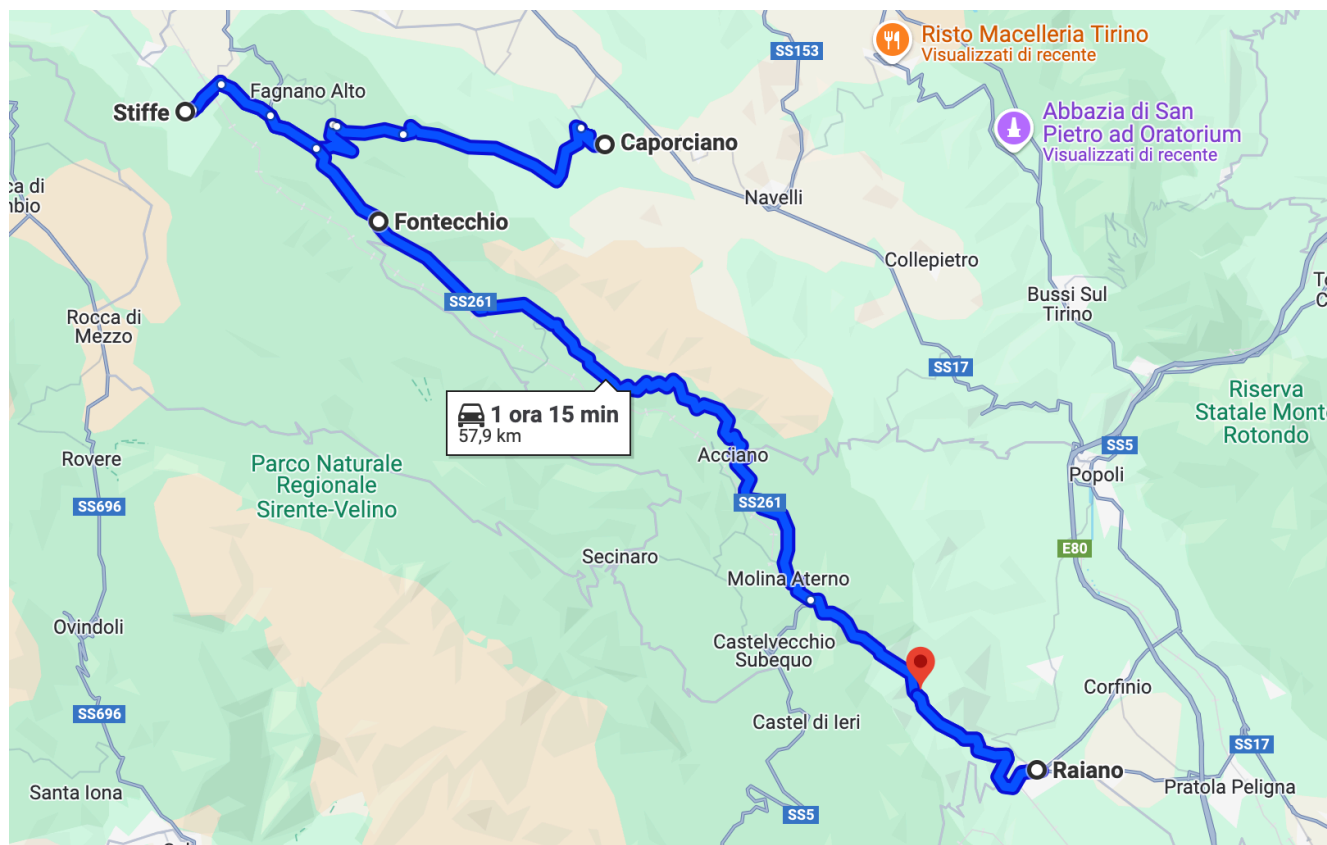 Risto Macelleria Tirino
Visualizzati di recente
SS153
Fagnano Alto
Stiffe
Abbazia di San
Pietro ad Oratorium
Visualizzati di recente
Caporciano
Navelli
Fontecchio
Collepietro
Bussi Sul
Tirino
SS261
Rocca di
Mezzo
SS17
Riserva
Statale Mont
Rotondo
1 ora 15 min
57,9 km
SS5
Acciano
Rovere
Parco Naturale
Regionale
Sirente-Velino
Popoli
SS696
SS261
E80
Secinaro
Molina Aterno
Ovindoli
Castelvecchio
Subequo
Corfinio
SS696
Castel di Ieri
SS17
Raiano
Pratola Peligna
Santa Iona
SS5